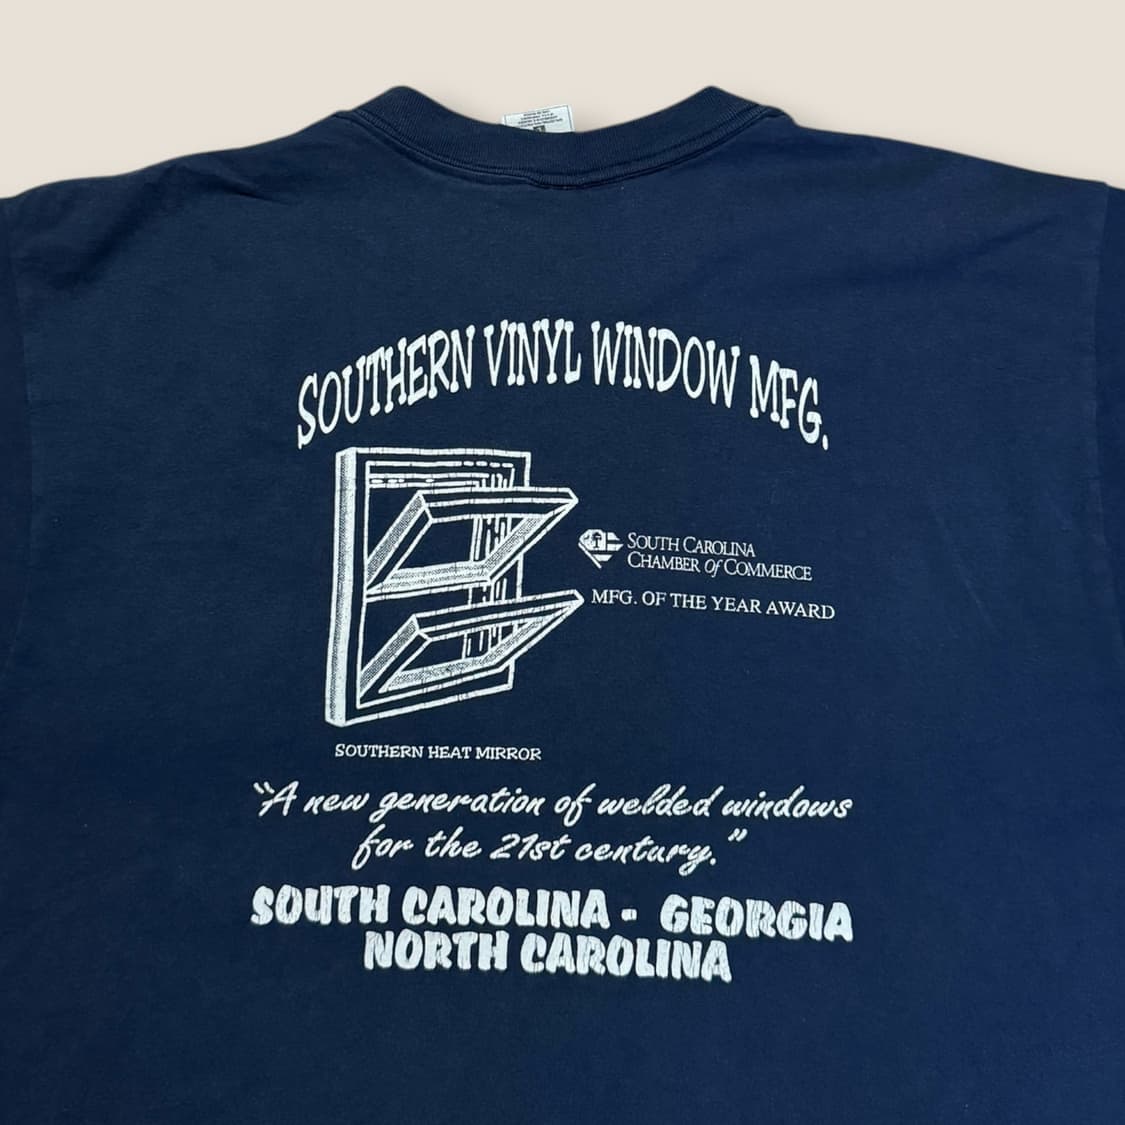 SOUTHERN VINYL WINDOW MFG.
SOUTH CAROLINA
CHAMBER of COMMERCE
MFG. OF THE YEAR AWARD
SOUTHERN HEAT MIRROR
"A new generation of welded windows
for the 21st century."
SOUTH CAROLINA - GEORGIA
NORTH CAROLINA